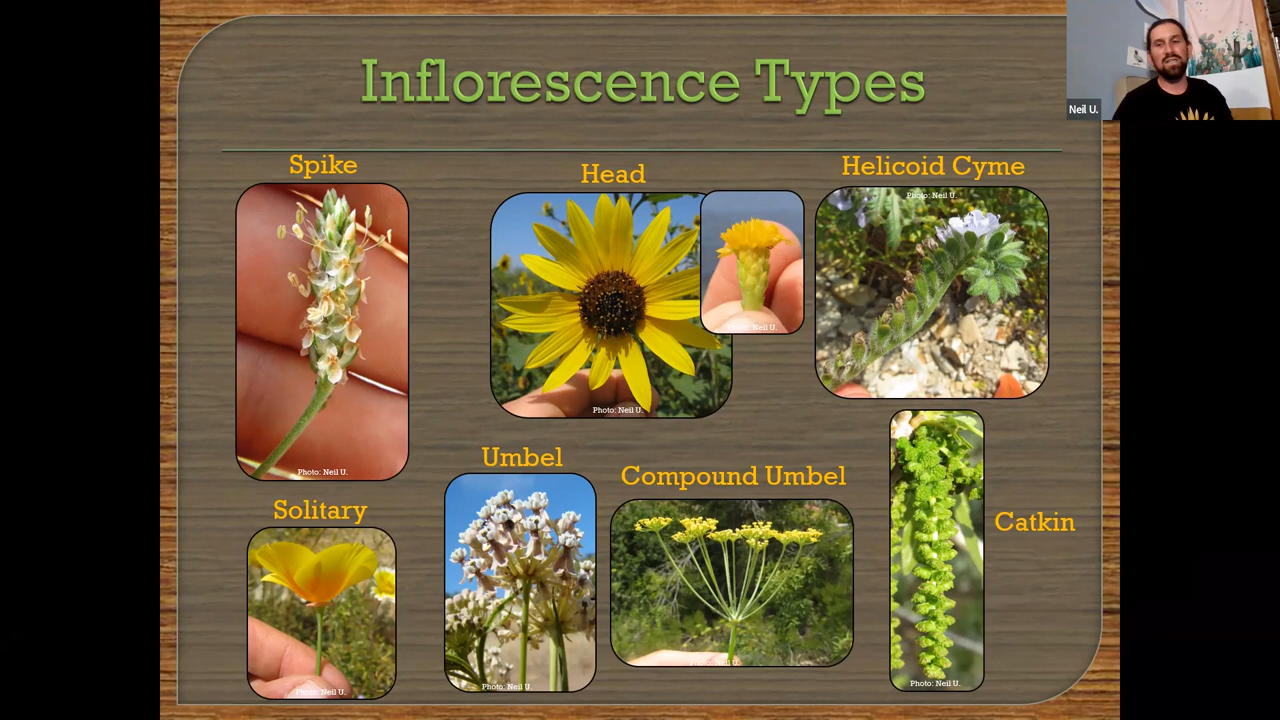 Inflorescence Types
Neil U.
Spike
Photo: Neil U.
Head
Photo: Neil U.
Photo: Neil U.
Helicoid Cyme
Photo: Neil U.
Solitary
Photo: Neil U.
Umbel
Photo: Neil U.
Compound Umbel
Photo: Neil U.
Catkin
Photo: Neil U.